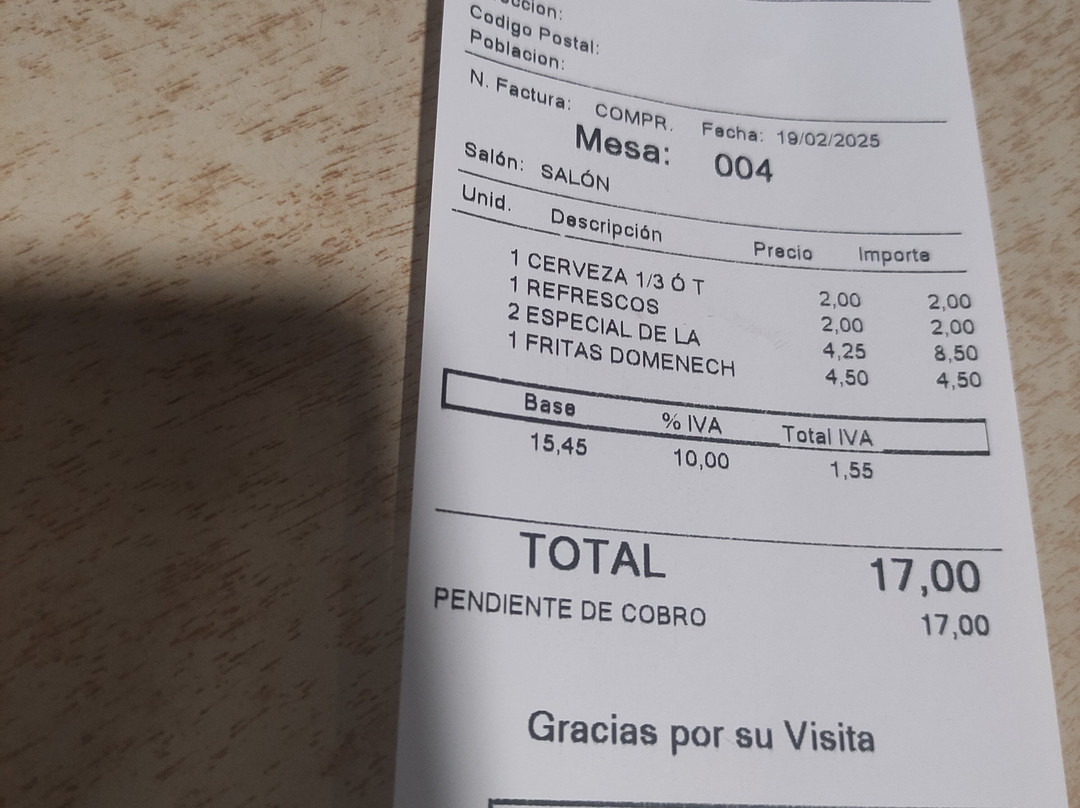 Codigo Postal:
Poblacion:
N. Factura: COMPR. Fecha: 19/02/2025
Mesa: 004
Salón: SALÓN
Unid. Descripción Precio Importe
1 CERVEZA 1/3 Ó T 2,00 2,00
1 REFRESCOS 2,00 2,00
2 ESPECIAL DE LA 4,25 8,50
1 FRITAS DOMENECH 4,50 4,50
Base % IVA Total IVA
15,45 10,00 1,55
TOTAL 17,00
PENDIENTE DE COBRO 17,00
Gracias por su Visita